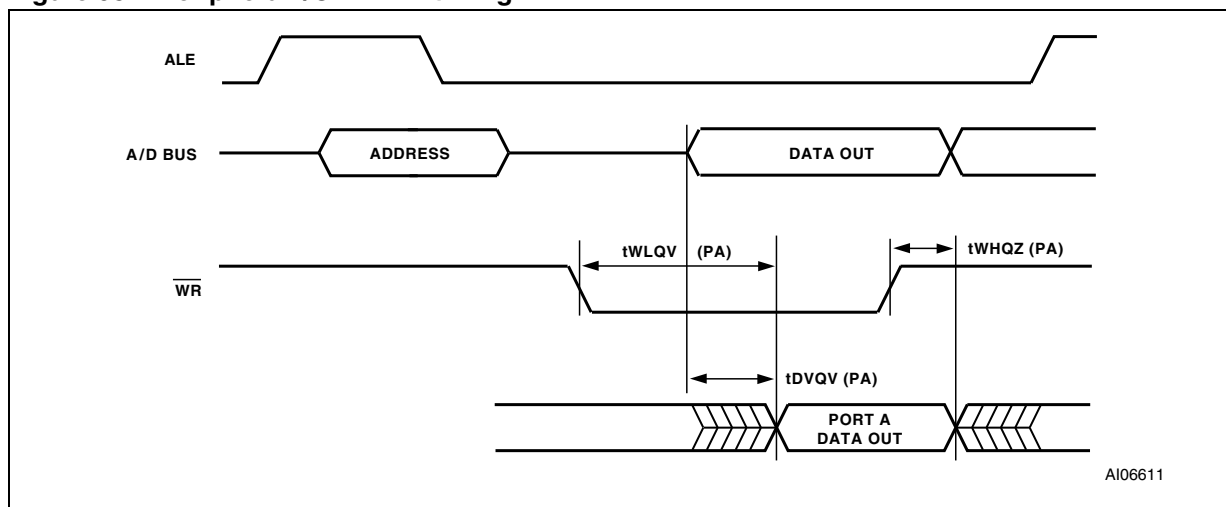 ALE
A/D BUS
ADDRESS
DATA OUT
tWLQV (PA)
tWHQZ (PA)
WR
tDVQV (PA)
PORT A
DATA OUT
AI06611